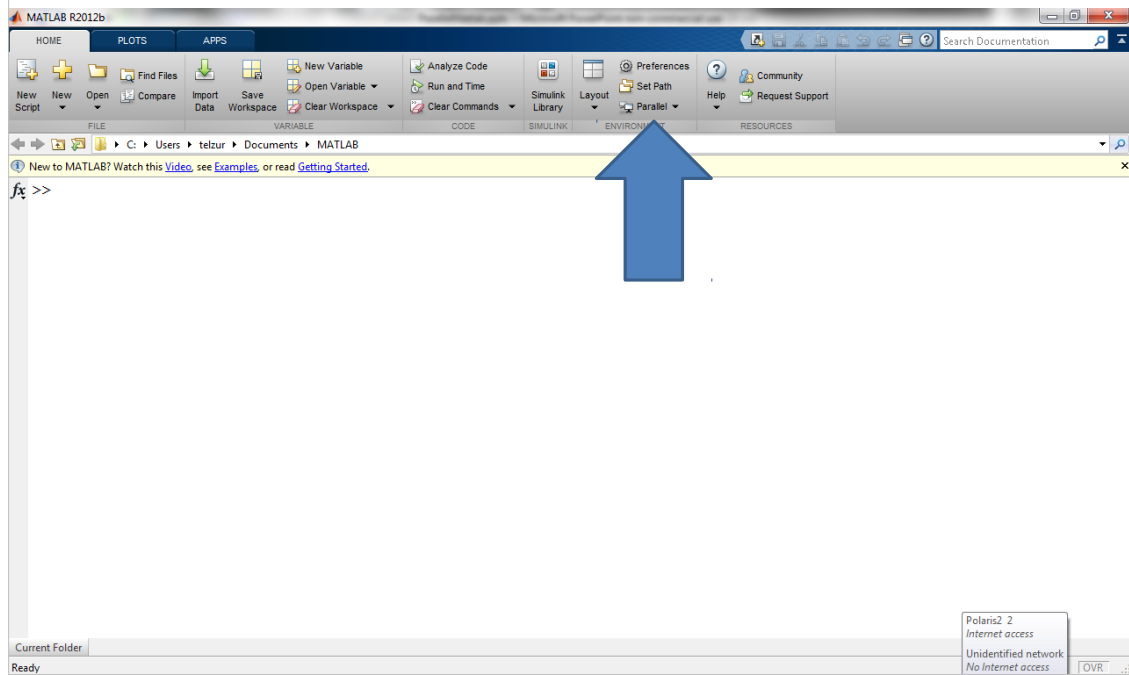 MATLAB R2012b
HOME PLOTS APPS
Search Documentation
New Script
New
Open
Find Files
Compare
FILE
Import Data
Save Workspace
New Variable
Open Variable
Clear Workspace
VARIABLE
Analyze Code
Run and Time
Clear Commands
CODE
Simulink Library
SIMULINK
Layout
Preferences
Set Path
Parallel
ENVIRONMENT
Help
Community
Request Support
RESOURCES
C: Users telzur Documents MATLAB
New to MATLAB? Watch this Video, see Examples, or read Getting Started.
fx >>
Polaris2 2
Internet access
Unidentified network
No Internet access
Current Folder
Ready
OVR